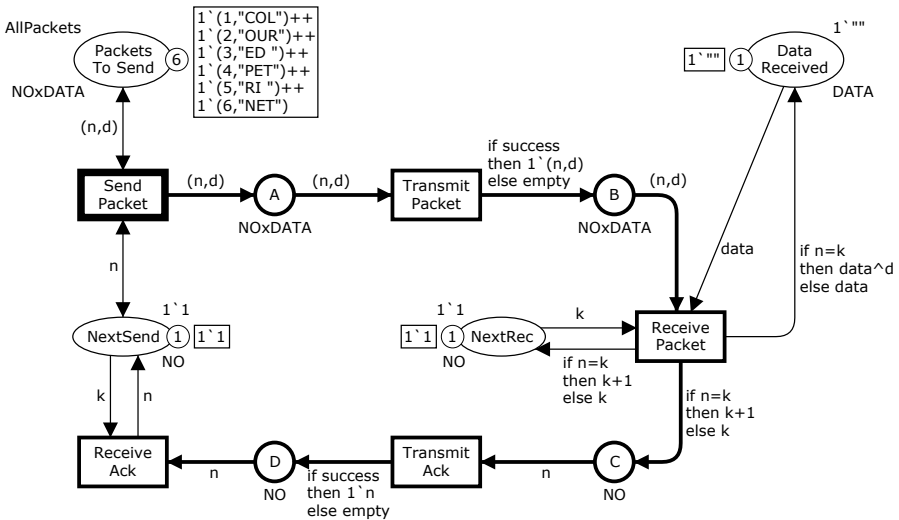 AllPackets
Packets
To Send
6
1`(1,"COL")++
1`(2,"OUR")++
1`(3,"ED ")++
1`(4,"PET")++
1`(5,"RI ")++
1`(6,"NET")
NOxDATA
(n,d)
1`""
1`""
1
Data
Received
DATA
Send
Packet
(n,d)
A
NOxDATA
(n,d)
Transmit
Packet
if success
then 1`(n,d)
else empty
B
NOxDATA
(n,d)
data
if n=k
then data^d
else data
n
1`1
NextSend
1
1`1
NO
1`1
1`1
1
NextRec
NO
k
if n=k
then k+1
else k
Receive
Packet
if n=k
then k+1
else k
k
n
Receive
Ack
n
D
NO
if success
then 1`n
else empty
Transmit
Ack
n
C
NO